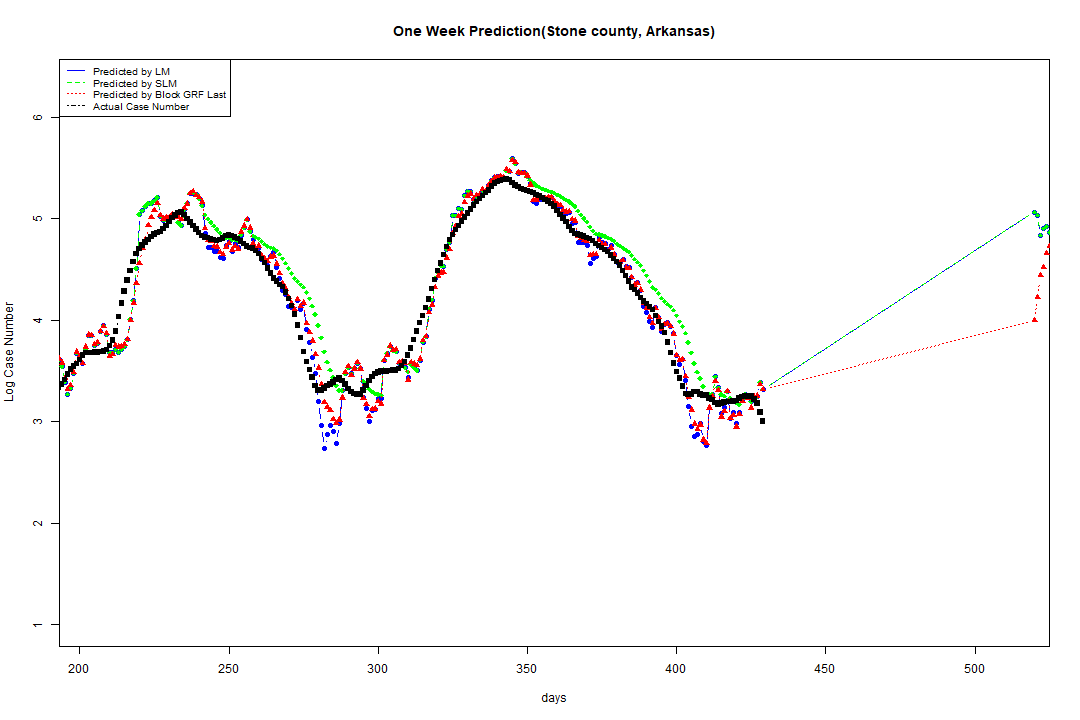 One Week Prediction(Stone county, Arkansas)
Predicted by LM
Predicted by SLM
Predicted by Block GRF Last
Actual Case Number
Log Case Number
6
5
4
3
2
1
200 250 300 350 400 450 500
days